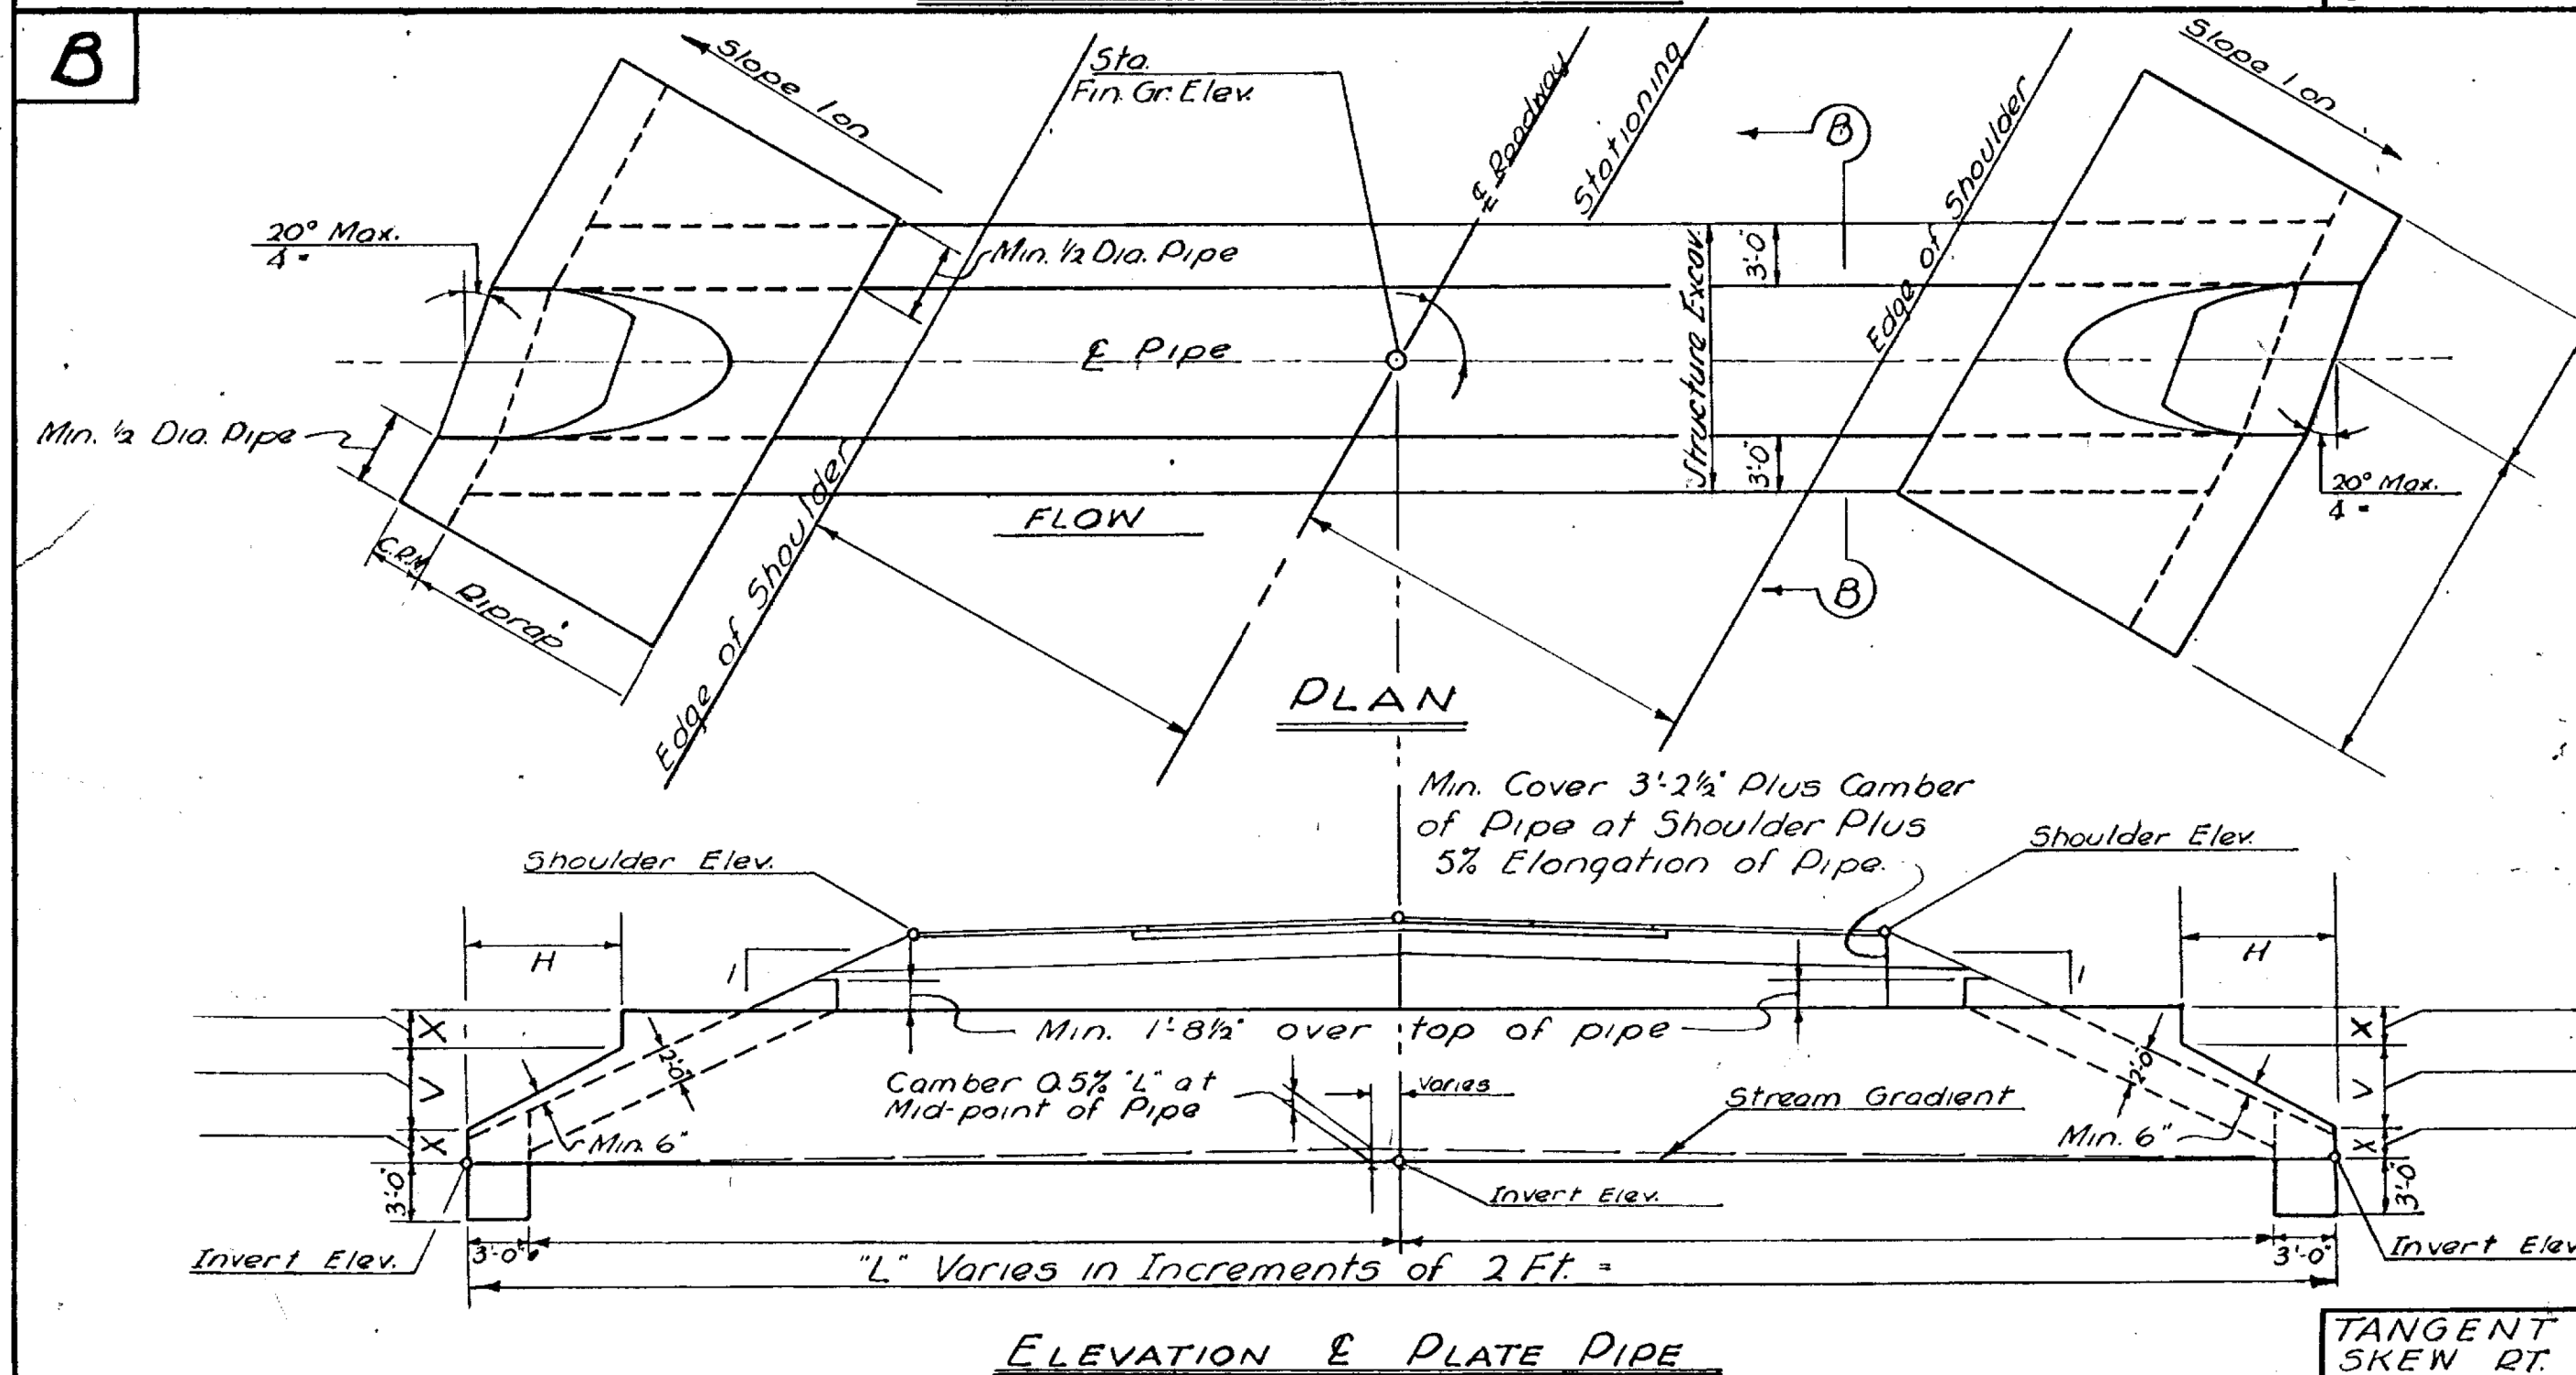 B
Slope 1 on
Sta.
Fin. Gr. Elev.
℄ Roadway
Stationing
B
Edge of Shoulder
Slope 1 on
20° Max.
4 =
Min. ½ Dia. Pipe
Structure Excav.
3'-0"
℄ Pipe
Min. ½ Dia. Pipe
3'-0"
20° Max.
4 =
FLOW
C.R.M.
Riprap
Edge of Shoulder
B
PLAN
Min. Cover 3'-2½" Plus Camber
of Pipe at Shoulder Plus
5% Elongation of Pipe.
Shoulder Elev.
Shoulder Elev.
H
1
1
H
X
Min. 1'-8½" over top of pipe
X
2'-0"
2'-0"
V
Camber 0.5% "L" at
Mid-point of Pipe
Varies
Stream Gradient
V
X
Min. 6"
Min. 6"
X
3'-0"
Invert Elev.
3'-0"
Invert Elev.
3'-0"
"L" Varies in Increments of 2 Ft. =
3'-0"
Invert Elev
ELEVATION ℄ PLATE PIPE
TANGENT
SKEW RT.